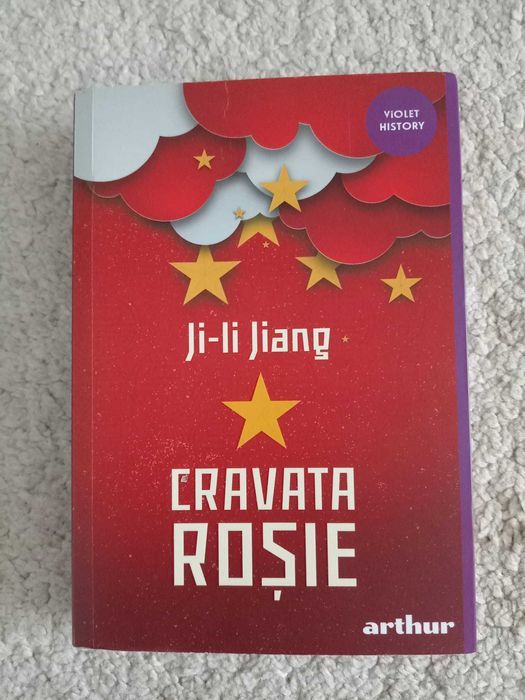 ViOLET
HISTORY
Ji-li Jiang
CRAVATA
ROȘIE
arthur